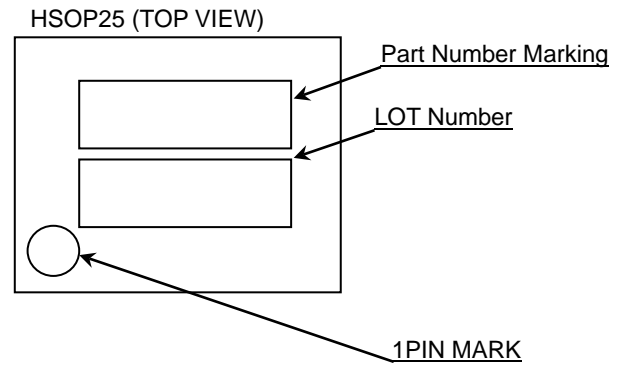 HSOP25 (TOP VIEW)
Part Number Marking
LOT Number
1PIN MARK